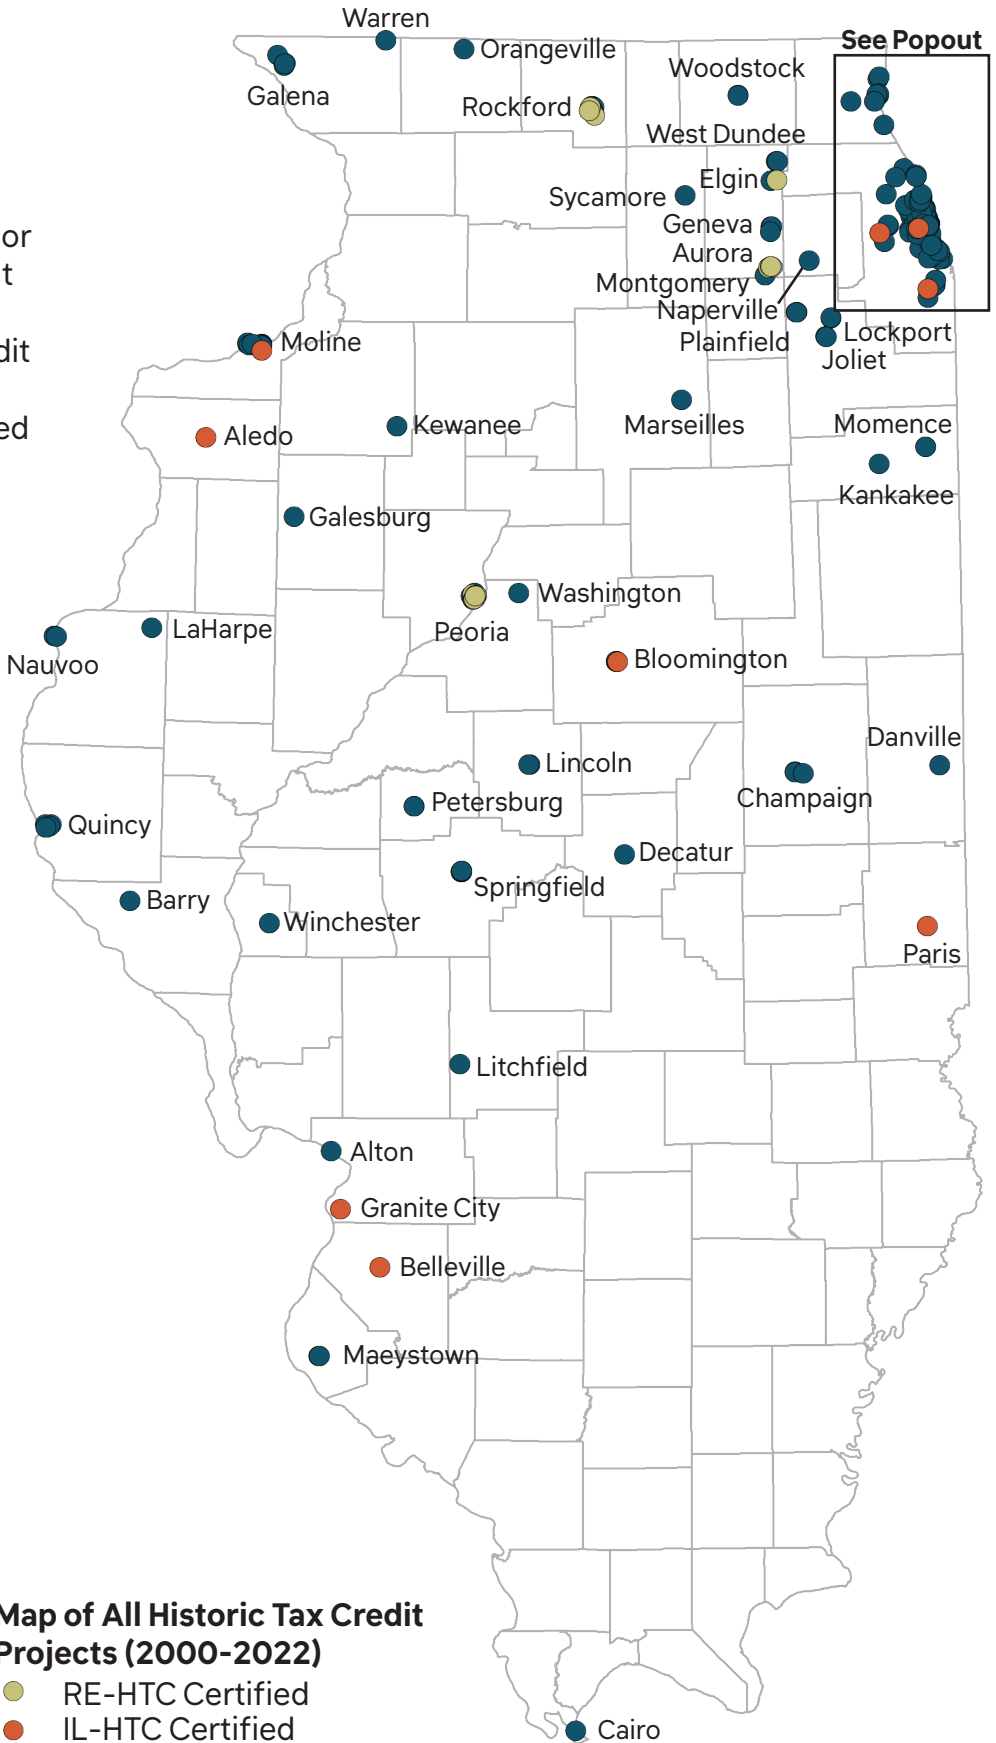 Warren
Orangeville
See Popout
Woodstock
Galena
Rockford
West Dundee
Elgin
Sycamore
Geneva
or
Aurora
t
Montgomery
Naperville
Plainfield
Lockport
Moline
dit
Joliet
Marseilles
Momence
Kewanee
ed
Aledo
Kankakee
Galesburg
Washington
Peoria
LaHarpe
Nauvoo
Bloomington
Danville
Lincoln
Champaign
Petersburg
Quincy
Decatur
Springfield
Barry
Winchester
Paris
Litchfield
Alton
Granite City
Belleville
Maeystown
Map of All Historic Tax Credit
Projects (2000-2022)
RE-HTC Certified
IL-HTC Certified
Cairo